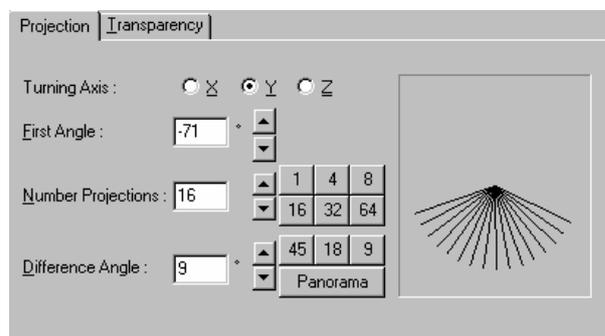 Projection Transparency
Turning Axis : X Y Z
First Angle : -71 °
1 4 8
Number Projections : 16
16 32 64
45 18 9
Difference Angle : 9 °
Panorama